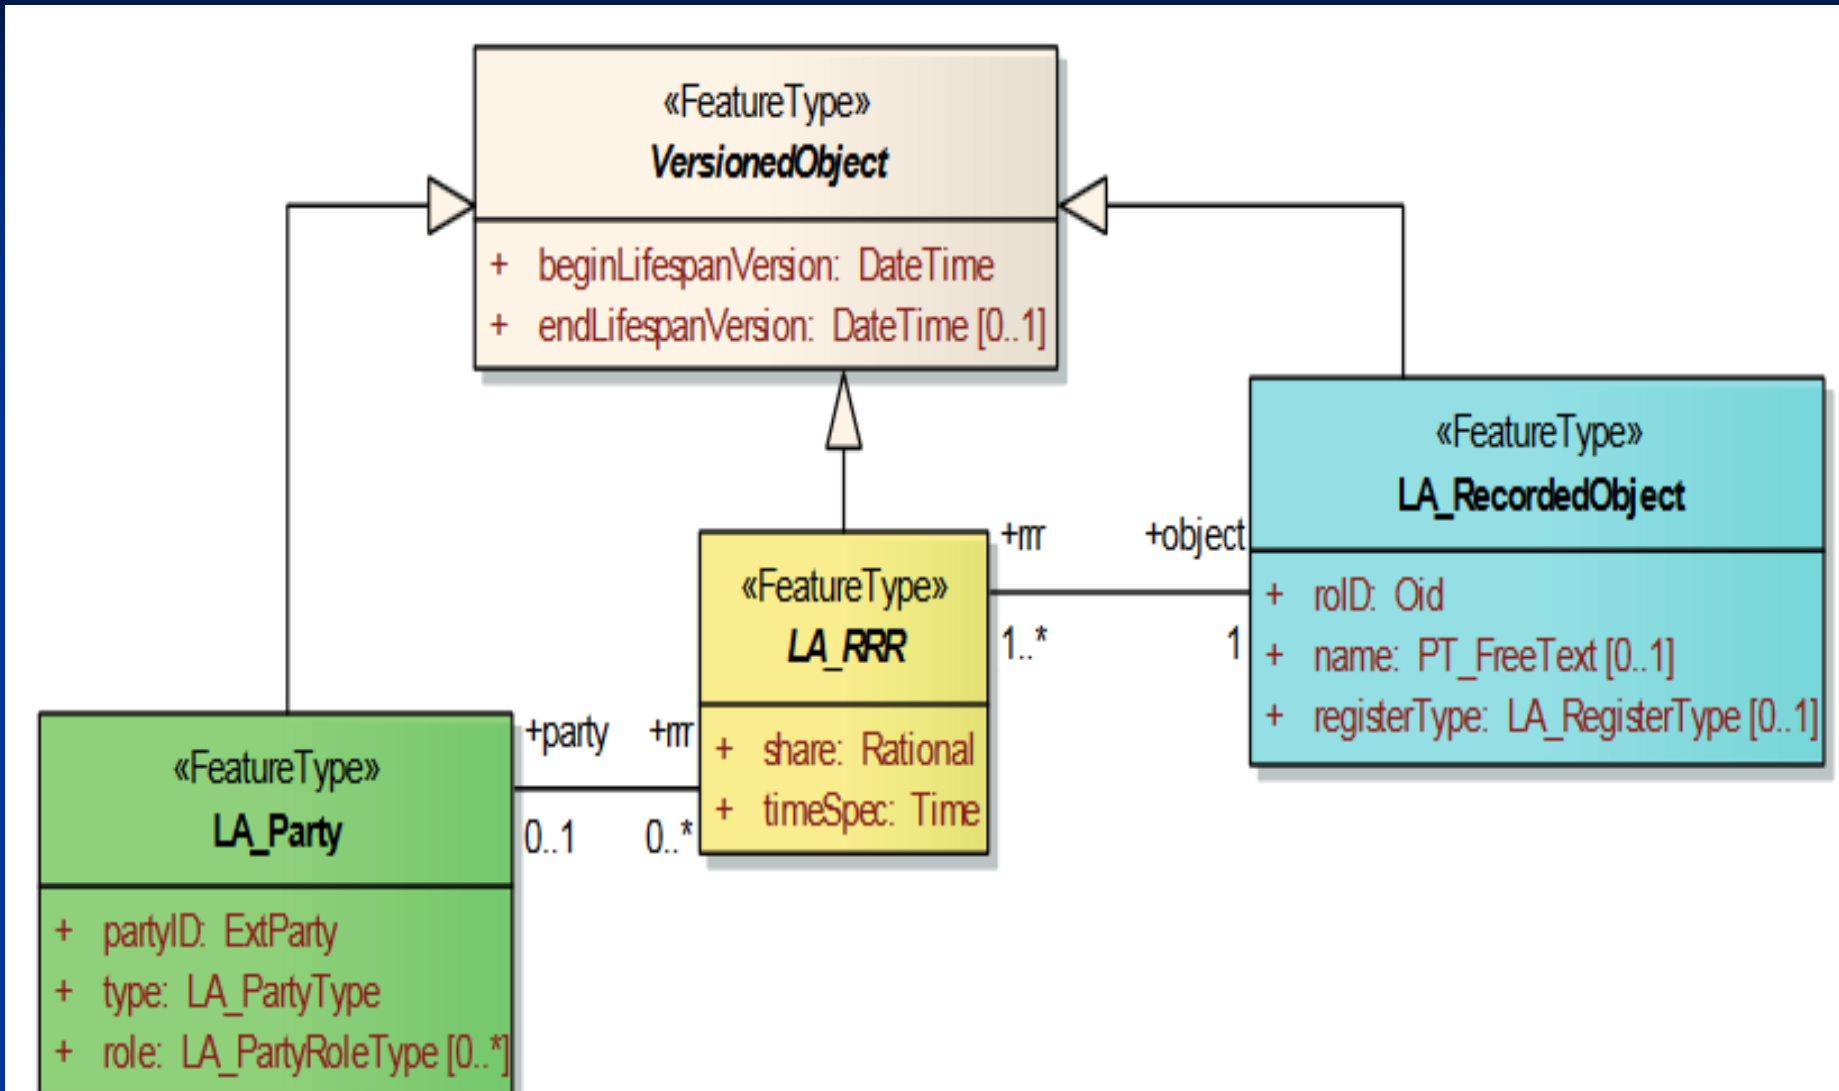 «FeatureType»
VersionedObject
+ beginLifespanVersion: DateTime
+ endLifespanVersion: DateTime [0..1]
«FeatureType»
LA_RecordedObject
+ roID: Oid
+ name: PT_FreeText [0..1]
+ registerType: LA_RegisterType [0..1]
+rrr
+object
1..*
1
«FeatureType»
LA_RRR
+ share: Rational
+ timeSpec: Time
+party
+rrr
0..1
0..*
«FeatureType»
LA_Party
+ partyID: ExtParty
+ type: LA_PartyType
+ role: LA_PartyRoleType [0..*]